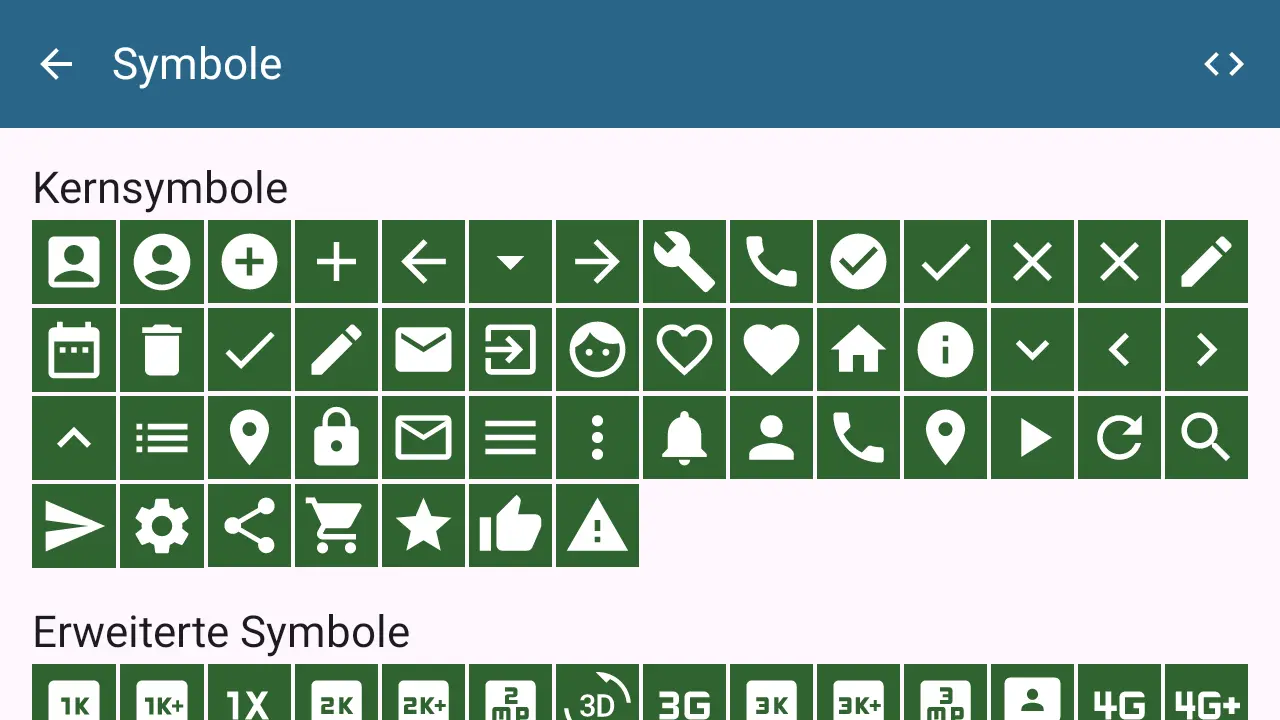 Symbole
Kernsymbole
Erweiterte Symbole
1K 1K+ 1X 2K 2K+ 2 mp 3D 3G 3K 3K+ 3 mp 4G 4G+